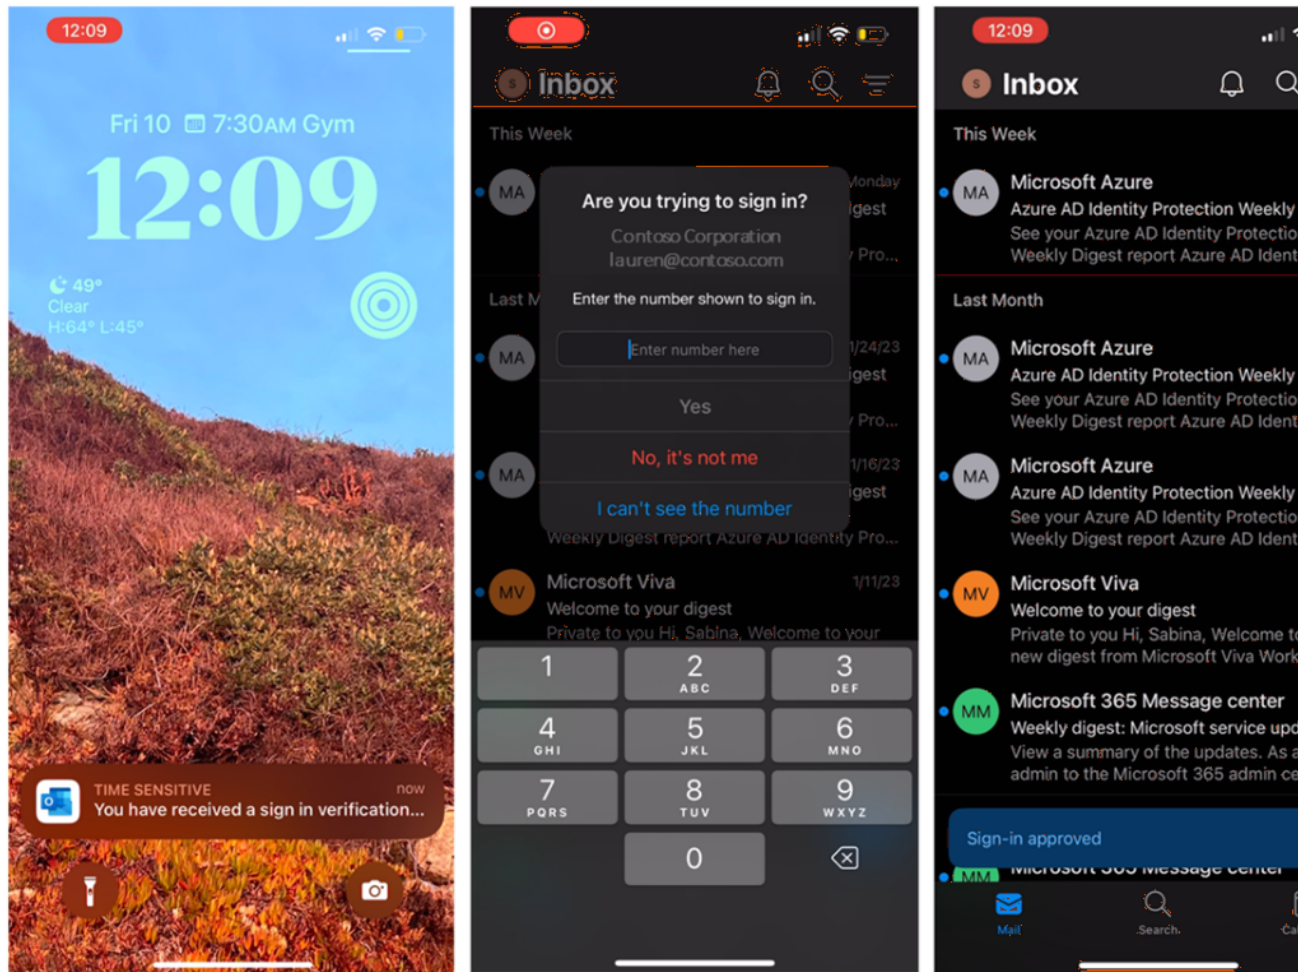 12:09
Fri 10 7:30AM Gym
12:09
49°
Clear
H:64° L:45°
TIME SENSITIVE
now
You have received a sign in verification...
S
Inbox
This Week
MA
Monday
igest
Pro...
Are you trying to sign in?
Contoso Corporation
lauren@contoso.com
Enter the number shown to sign in.
Enter number here
Yes
No, it's not me
I can't see the number
Last M
MA
1/24/23
igest
Pro...
MA
1/16/23
igest
Weekly Digest report Azure AD Identity Pro...
MV
Microsoft Viva
1/11/23
Welcome to your digest
Private to you Hi, Sabina, Welcome to your
1
2
ABC
3
DEF
4
GHI
5
JKL
6
MNO
7
PQRS
8
TUV
9
WXYZ
0
12:09
S
Inbox
This Week
MA
Microsoft Azure
Azure AD Identity Protection Weekly
See your Azure AD Identity Protectio
Weekly Digest report Azure AD Ident
Last Month
MA
Microsoft Azure
Azure AD Identity Protection Weekly
See your Azure AD Identity Protectio
Weekly Digest report Azure AD Ident
MA
Microsoft Azure
Azure AD Identity Protection Weekly
See your Azure AD Identity Protectio
Weekly Digest report Azure AD Ident
MV
Microsoft Viva
Welcome to your digest
Private to you Hi, Sabina, Welcome to
new digest from Microsoft Viva Work
MM
Microsoft 365 Message center
Weekly digest: Microsoft service upd
View a summary of the updates. As a
admin to the Microsoft 365 admin ce
Sign-in approved
MM
Microsoft 365 Message center
Mail
Search
Ca